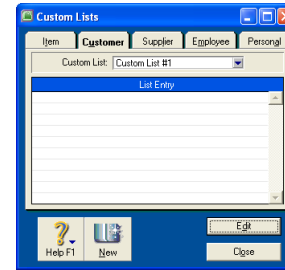 Custom Lists
Item Customer Supplier Employee Personal
Custom List: Custom List #1
List Entry
Edit
Help F1 New Close